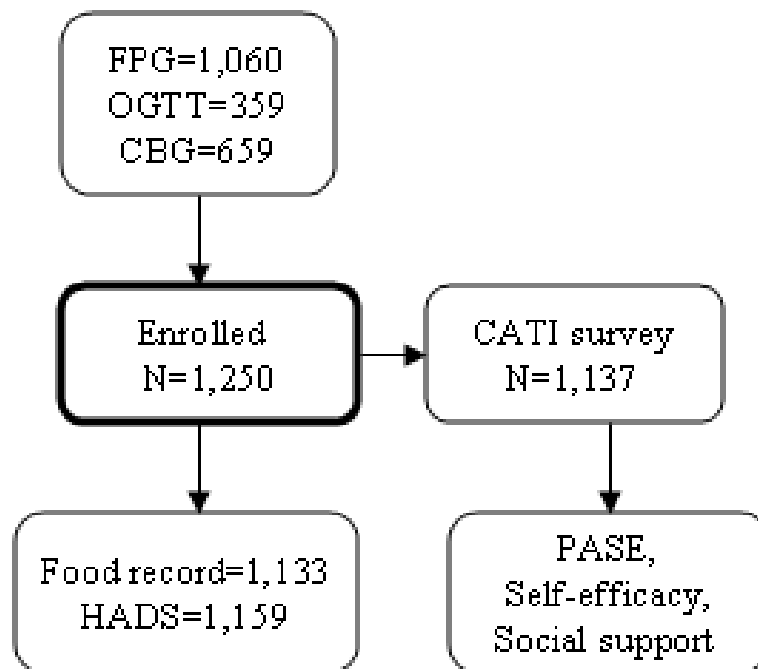 FPG=1,060
OGTT=359
CBG=659
Enrolled
N=1,250
CATI survey
N=1,137
Food record=1,133
HADS=1,159
PASE,
Self-efficacy,
Social support